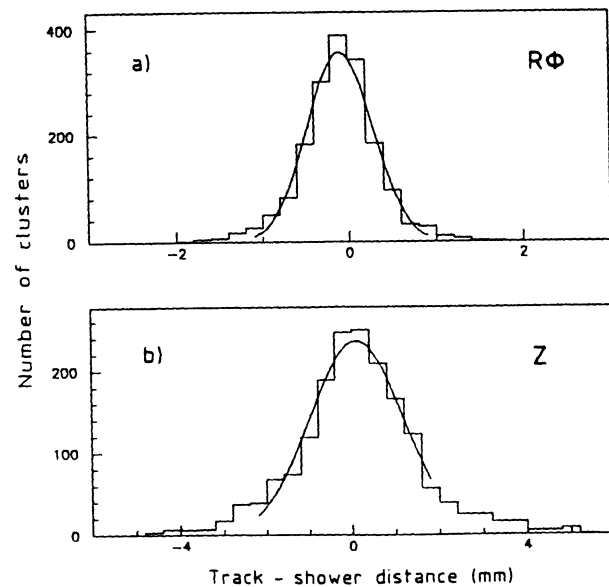 400
a)
RΦ
200
0
-2
0
2
b)
Z
200
100
0
-4
0
4
Number of clusters
Track - shower distance (mm)